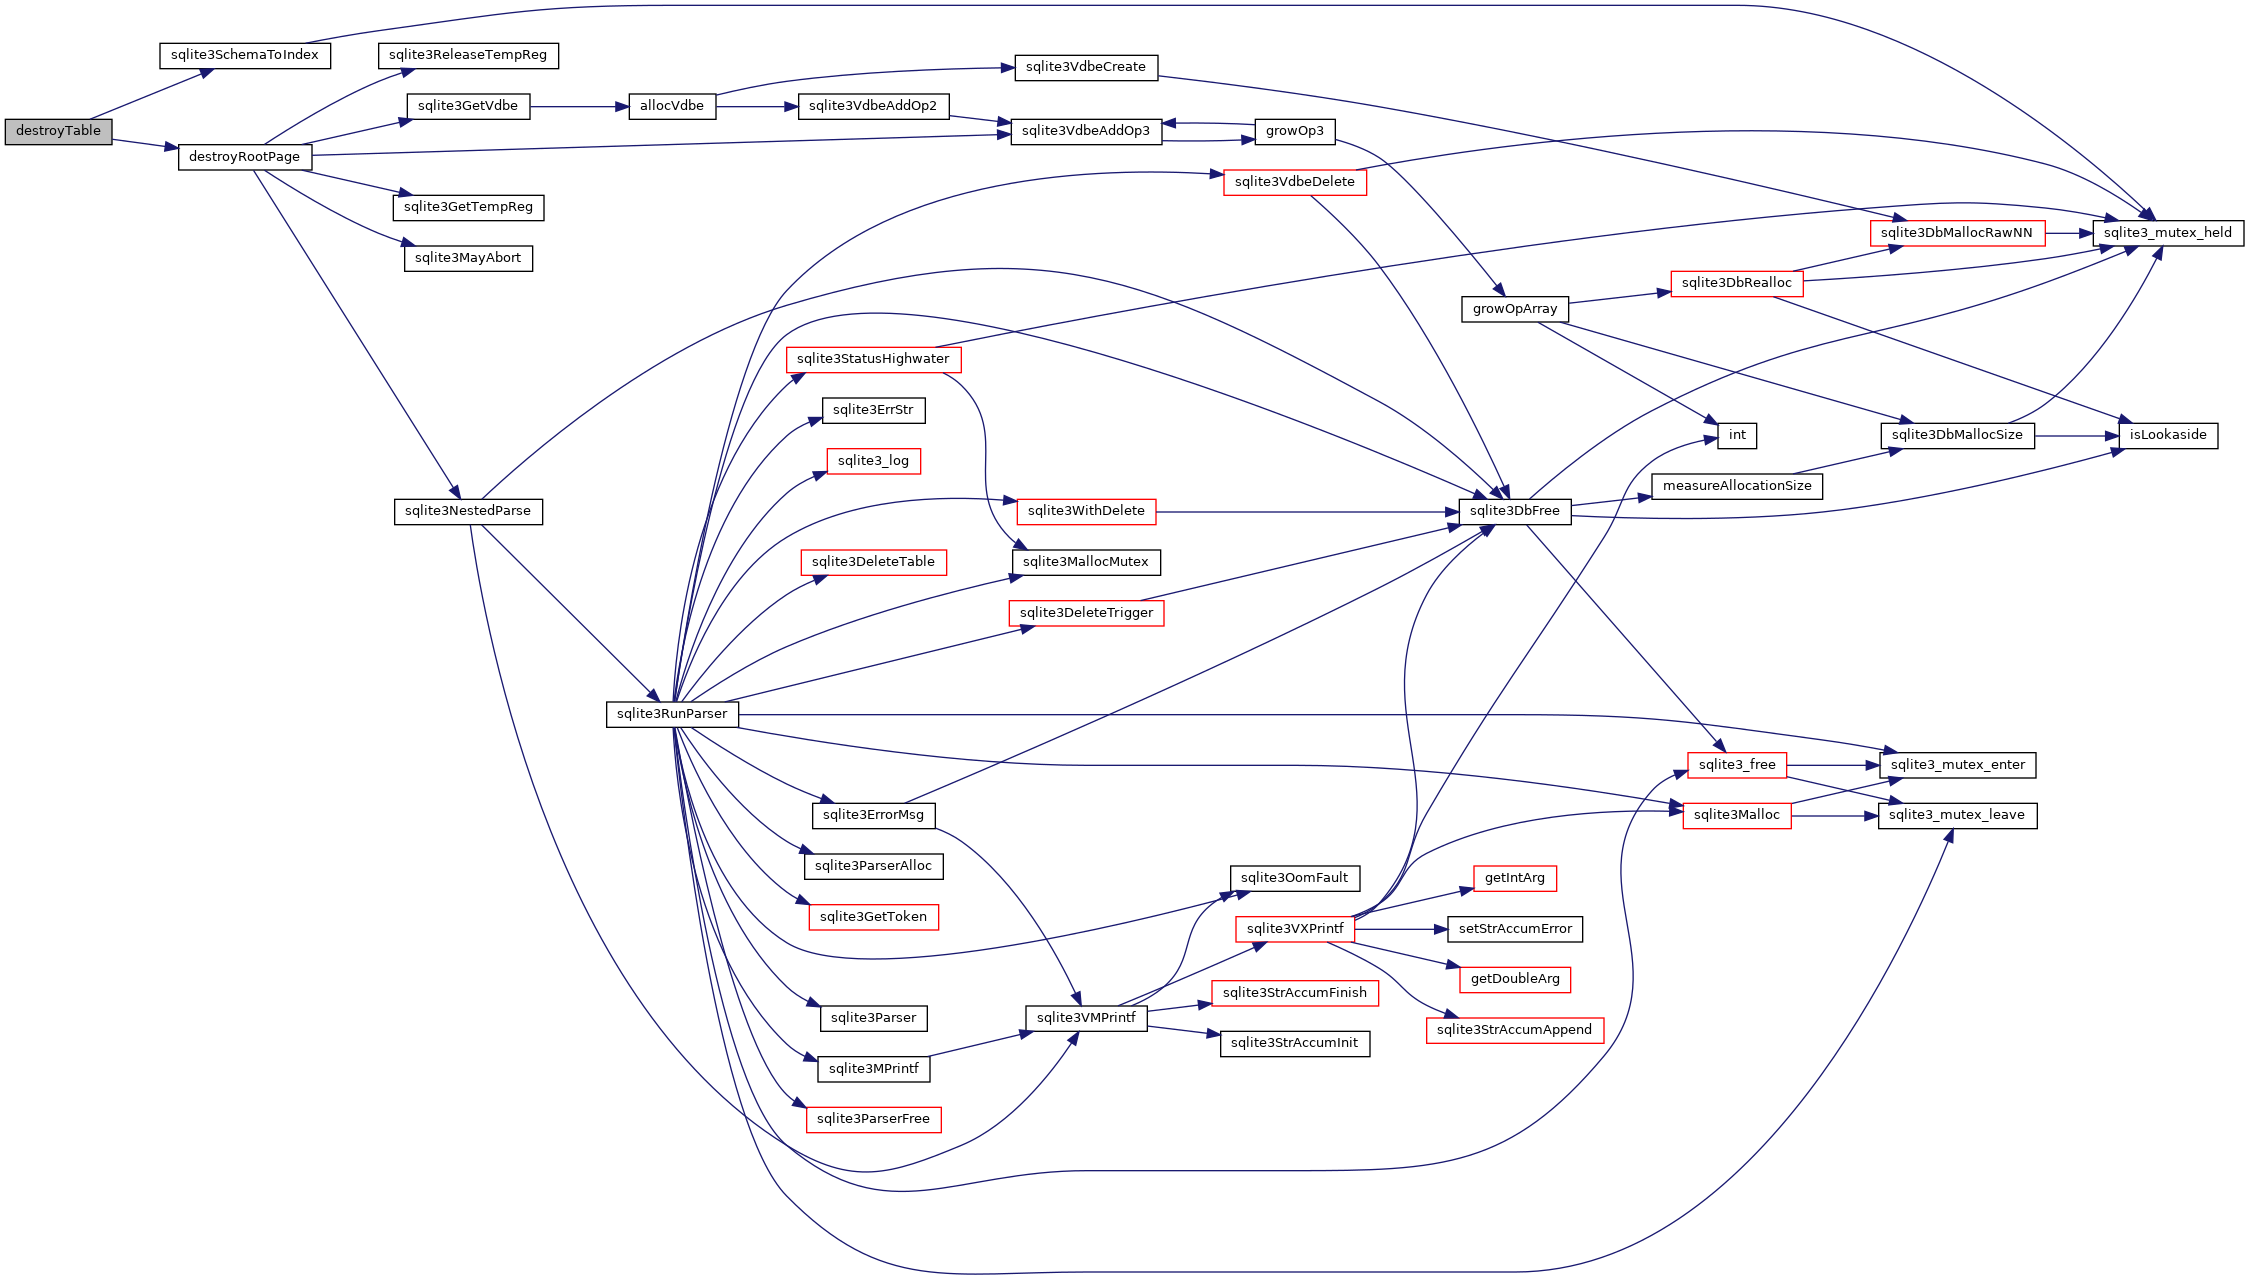 destroyTable
sqlite3SchemaToIndex
destroyRootPage
sqlite3ReleaseTempReg
sqlite3GetVdbe
sqlite3GetTempReg
sqlite3MayAbort
sqlite3NestedParse
allocVdbe
sqlite3RunParser
sqlite3VdbeAddOp2
sqlite3StatusHighwater
sqlite3ErrStr
sqlite3_log
sqlite3DeleteTable
sqlite3ErrorMsg
sqlite3ParserAlloc
sqlite3GetToken
sqlite3Parser
sqlite3MPrintf
sqlite3ParserFree
sqlite3VdbeCreate
sqlite3VdbeAddOp3
sqlite3WithDelete
sqlite3MallocMutex
sqlite3DeleteTrigger
sqlite3VMPrintf
growOp3
sqlite3VdbeDelete
sqlite3OomFault
sqlite3VXPrintf
sqlite3StrAccumFinish
sqlite3StrAccumInit
growOpArray
sqlite3DbFree
getIntArg
setStrAccumError
getDoubleArg
sqlite3StrAccumAppend
sqlite3DbRealloc
int
measureAllocationSize
sqlite3_free
sqlite3Malloc
sqlite3DbMallocRawNN
sqlite3DbMallocSize
sqlite3_mutex_enter
sqlite3_mutex_leave
sqlite3_mutex_held
isLookaside